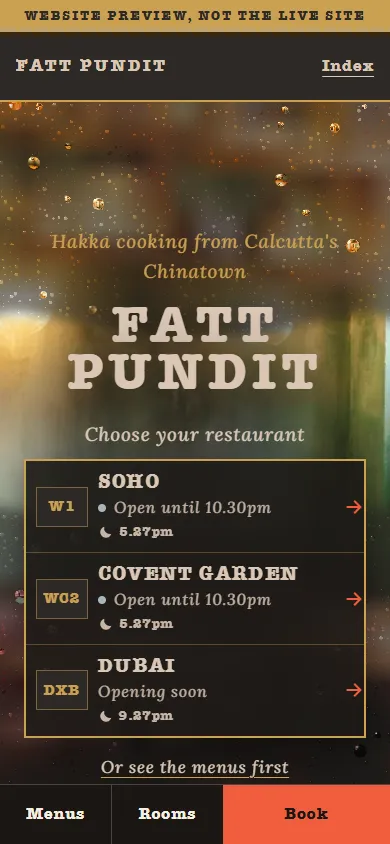 WEBSITE PREVIEW, NOT THE LIVE SITE
FATT PUNDIT
Index
Hakka cooking from Calcutta's
Chinatown
FATT
PUNDIT
Choose your restaurant
W1
SOHO
Open until 10.30pm
5.27pm
WC2
COVENT GARDEN
Open until 10.30pm
5.27pm
DXB
DUBAI
Opening soon
9.27pm
Or see the menus first
Menus
Rooms
Book